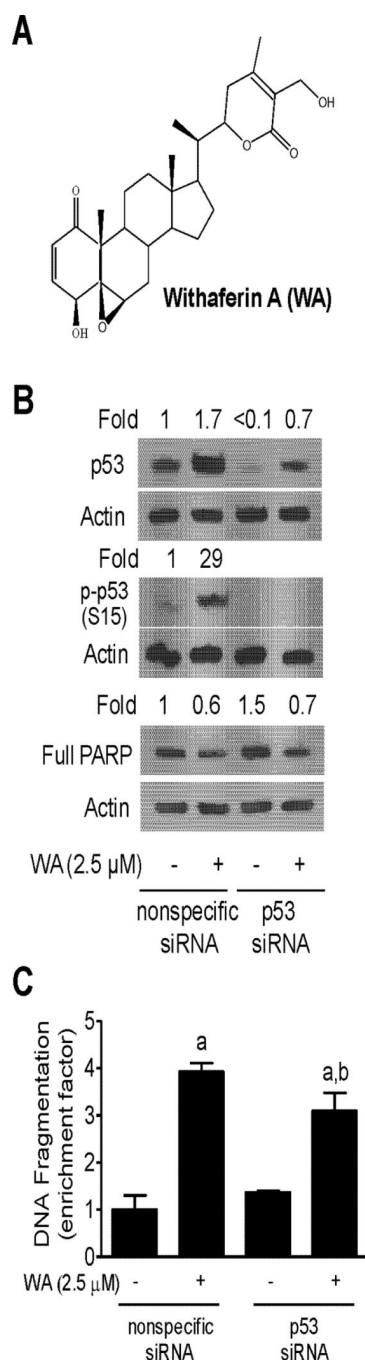 A
OH
O
O
O
OH
O
Withaferin A (WA)
B
Fold 1 1.7 <0.1 0.7
p53
Actin
Fold 1 29
p-p53
(S15)
Actin
Fold 1 0.6 1.5 0.7
Full PARP
Actin
WA (2.5 µM) - + - +
nonspecific p53
siRNA siRNA
C
DNA Fragmentation
(enrichment factor)
5
4
3
2
1
0
a
a,b
WA (2.5 µM) - + - +
nonspecific p53
siRNA siRNA